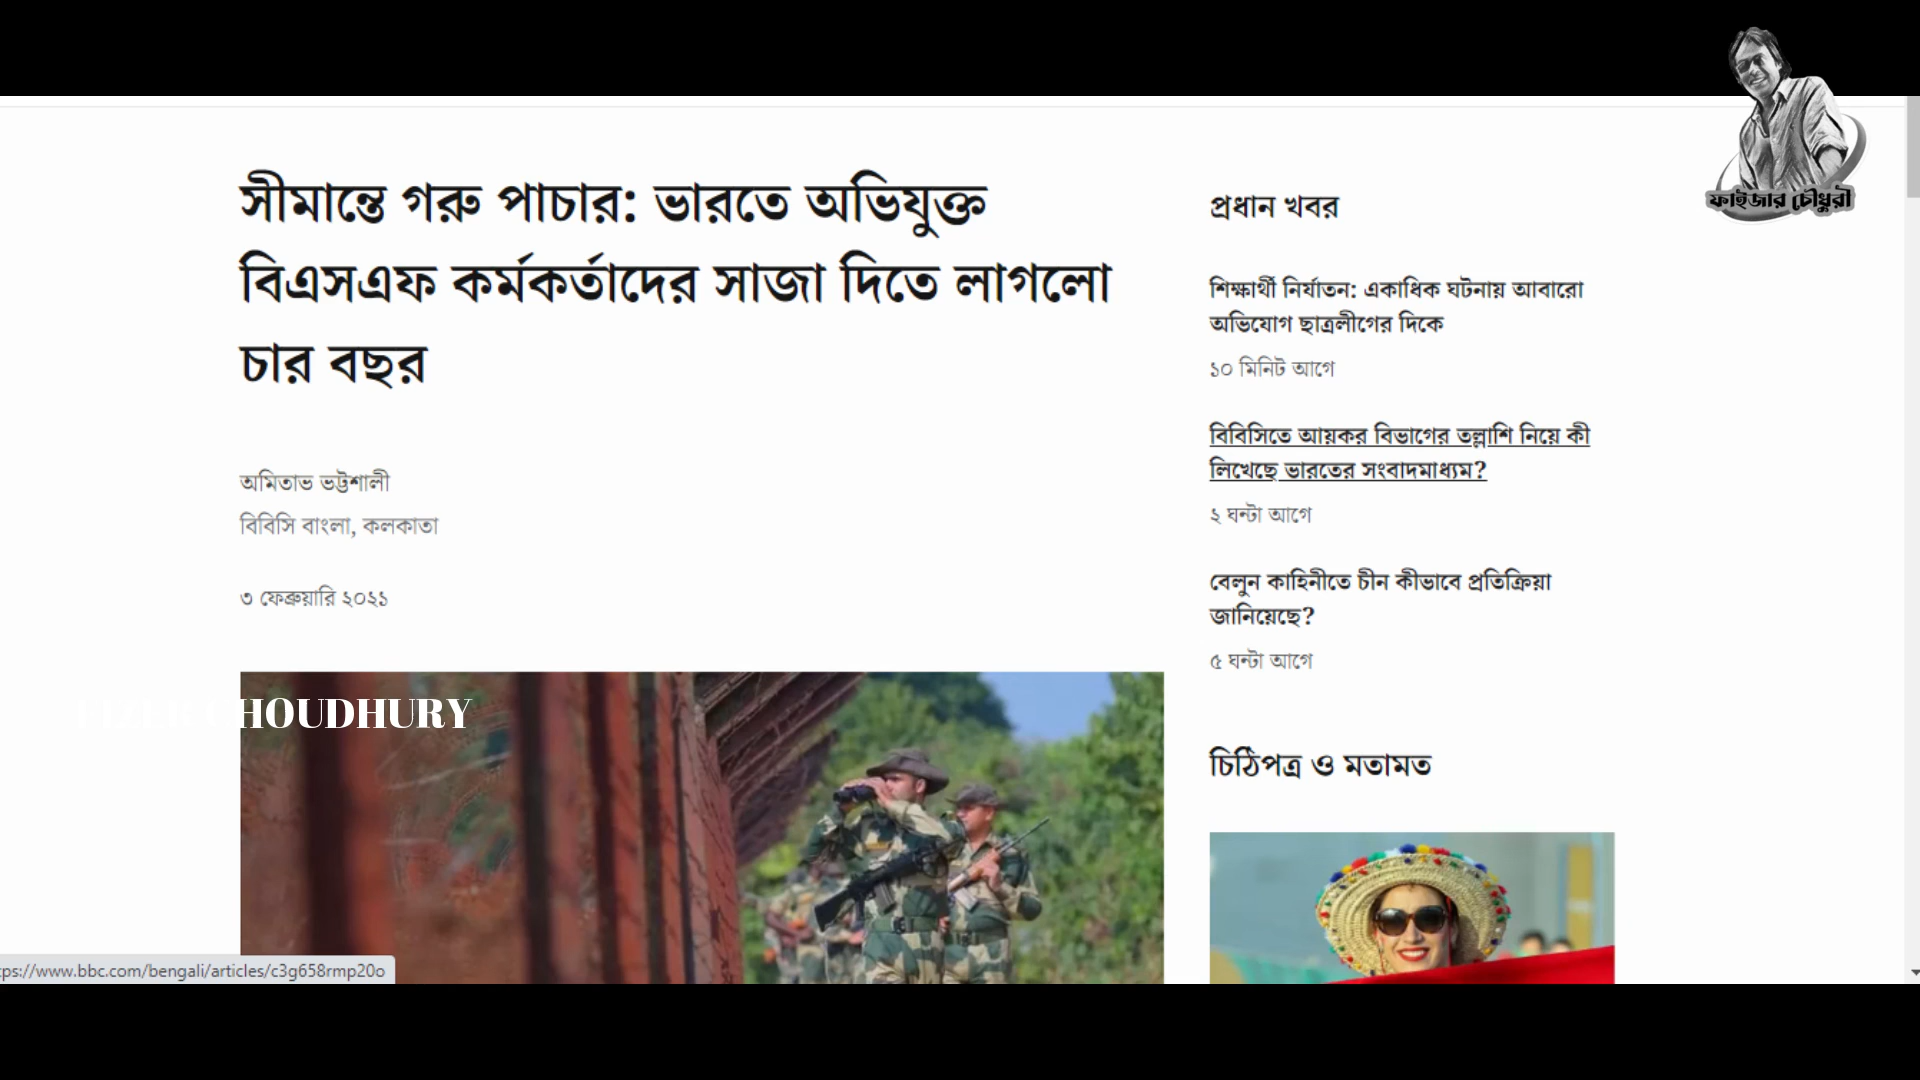 সীমান্তে গরু পাচার: ভারতে অভিযুক্ত
বিএসএফ কর্মকর্তাদের সাজা দিতে লাগলো
চার বছর
অমিতাভ ভট্টশালী
বিবিসি বাংলা, কলকাতা
৩ ফেব্রুয়ারি ২০২১
CHOUDHURY
tps://www.bbc.com/bengali/articles/c3g658rmp20o
ফাইজার চৌধুরী
প্রধান খবর
শিক্ষার্থী নির্যাতন: একাধিক ঘটনায় আবারো
অভিযোগ ছাত্রলীগের দিকে
১০ মিনিট আগে
বিবিসিতে আয়কর বিভাগের তল্লাশি নিয়ে কী
লিখেছে ভারতের সংবাদমাধ্যম?
২ ঘন্টা আগে
বেলুন কাহিনীতে চীন কীভাবে প্রতিক্রিয়া
জানিয়েছে?
৫ ঘন্টা আগে
চিঠিপত্র ও মতামত